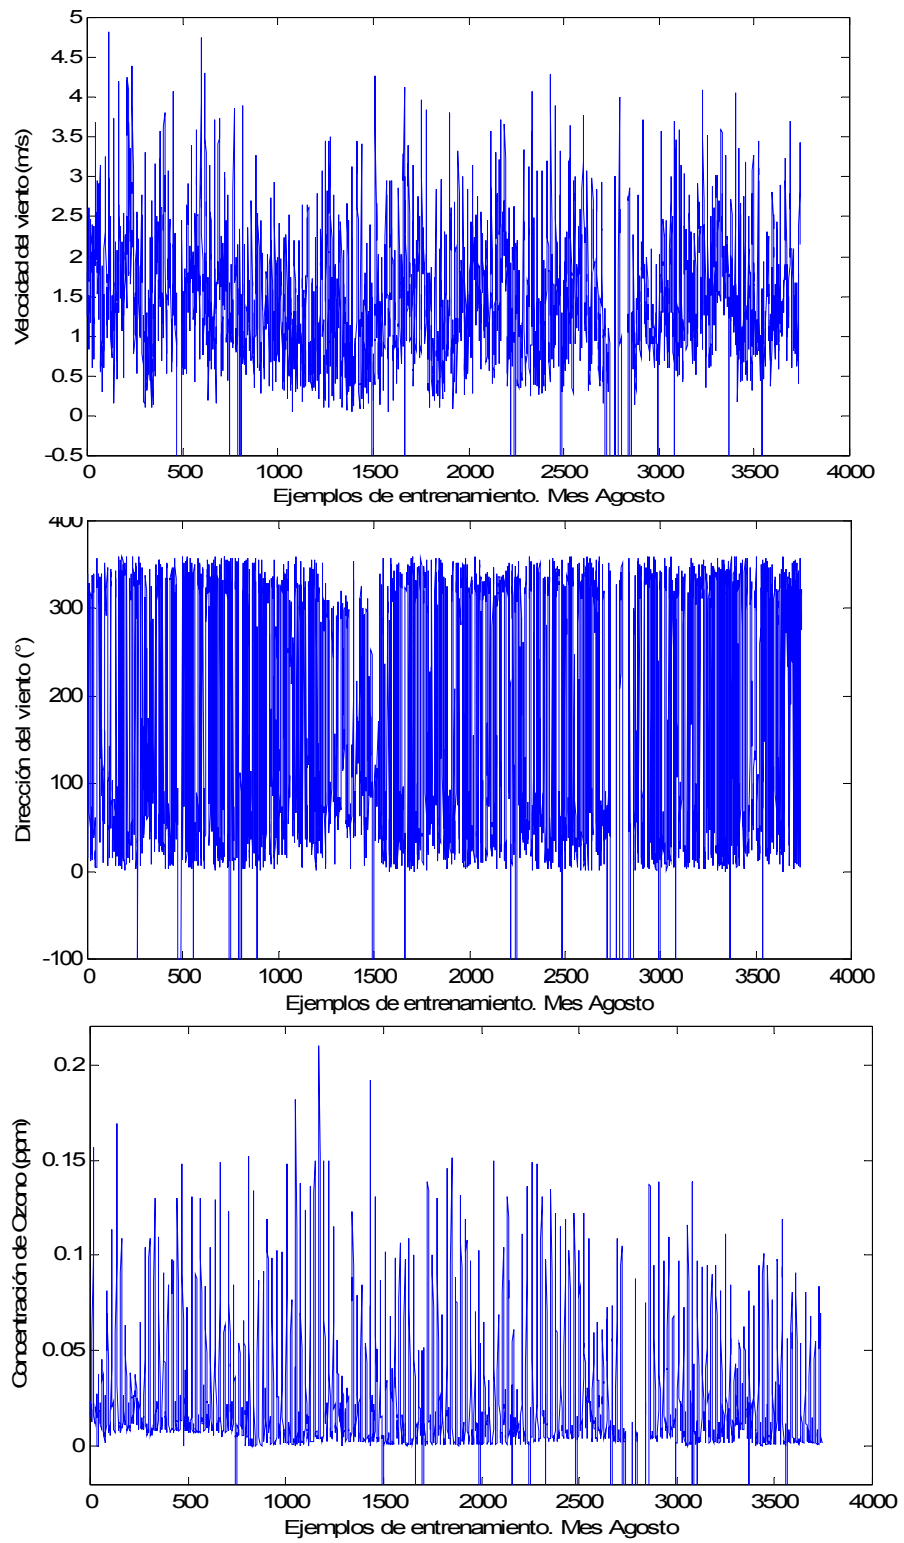 5
4.5
4
3.5
3
2.5
2
1.5
1
0.5
0
-0.5
Velocidad del viento (m/s)
0 500 1000 1500 2000 2500 3000 3500 4000
Ejemplos de entrenamiento. Mes Agosto
400
300
200
100
0
-100
Dirección del viento (°)
0 500 1000 1500 2000 2500 3000 3500 4000
Ejemplos de entrenamiento. Mes Agosto
0.2
0.15
0.1
0.05
0
Concentración de Ozono (ppm)
0 500 1000 1500 2000 2500 3000 3500 4000
Ejemplos de entrenamiento. Mes Agosto